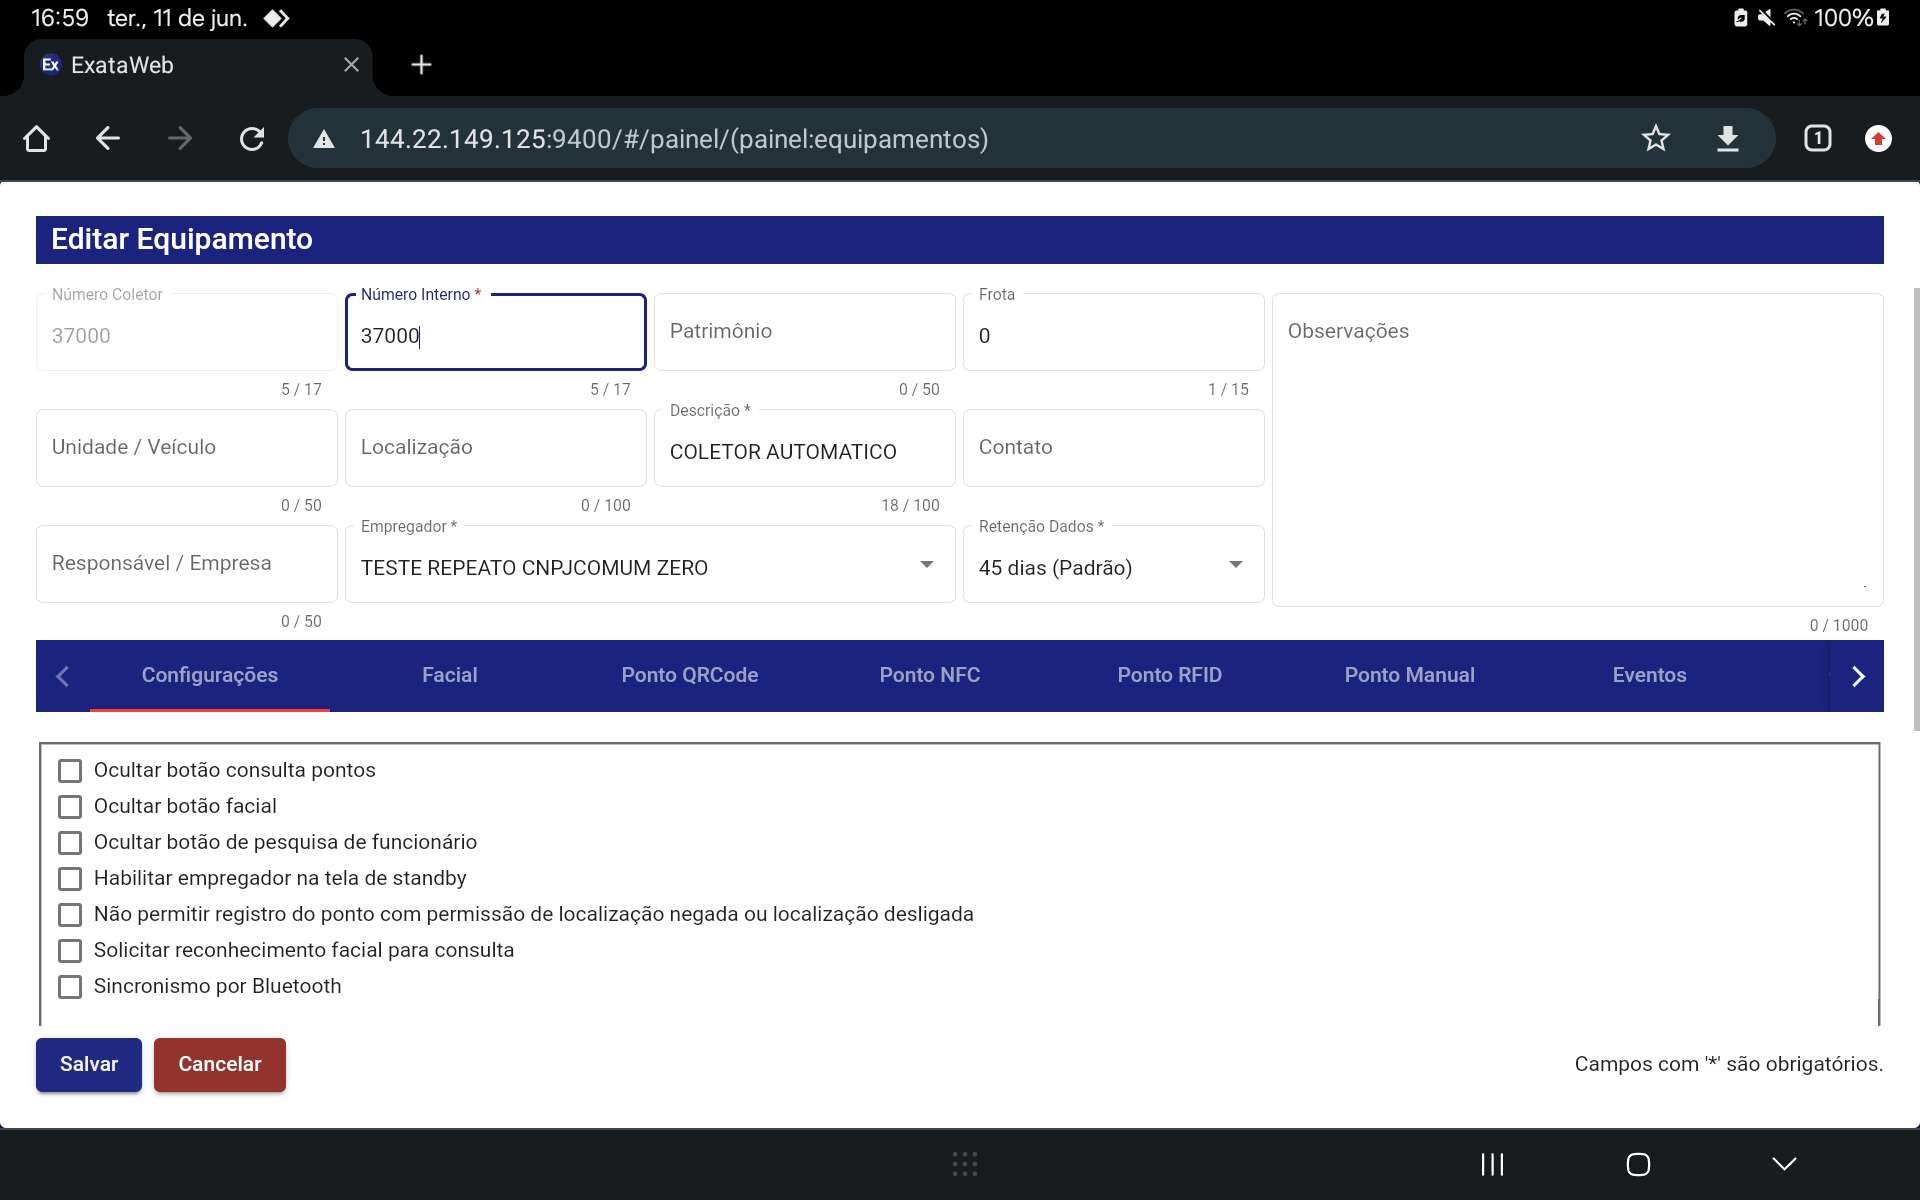 16:59 ter., 11 de jun. 100%
Ex ExataWeb
144.22.149.125:9400/#/painel/(painel:equipamentos) 1
Editar Equipamento
Número Coletor Número Interno * Frota
37000 37000 Patrimônio 0 Observações
5 / 17 5 / 17 0 / 50 1 / 15
Descrição *
Unidade / Veículo Localização COLETOR AUTOMATICO Contato
0 / 50 0 / 100 18 / 100
Empregador * Retenção Dados *
Responsável / Empresa TESTE REPEATO CNPJCOMUM ZERO 45 dias (Padrão)
0 / 50 0 / 1000
Configurações Facial Ponto QRCode Ponto NFC Ponto RFID Ponto Manual Eventos
Ocultar botão consulta pontos
Ocultar botão facial
Ocultar botão de pesquisa de funcionário
Habilitar empregador na tela de standby
Não permitir registro do ponto com permissão de localização negada ou localização desligada
Solicitar reconhecimento facial para consulta
Sincronismo por Bluetooth
Salvar Cancelar Campos com '*' são obrigatórios.